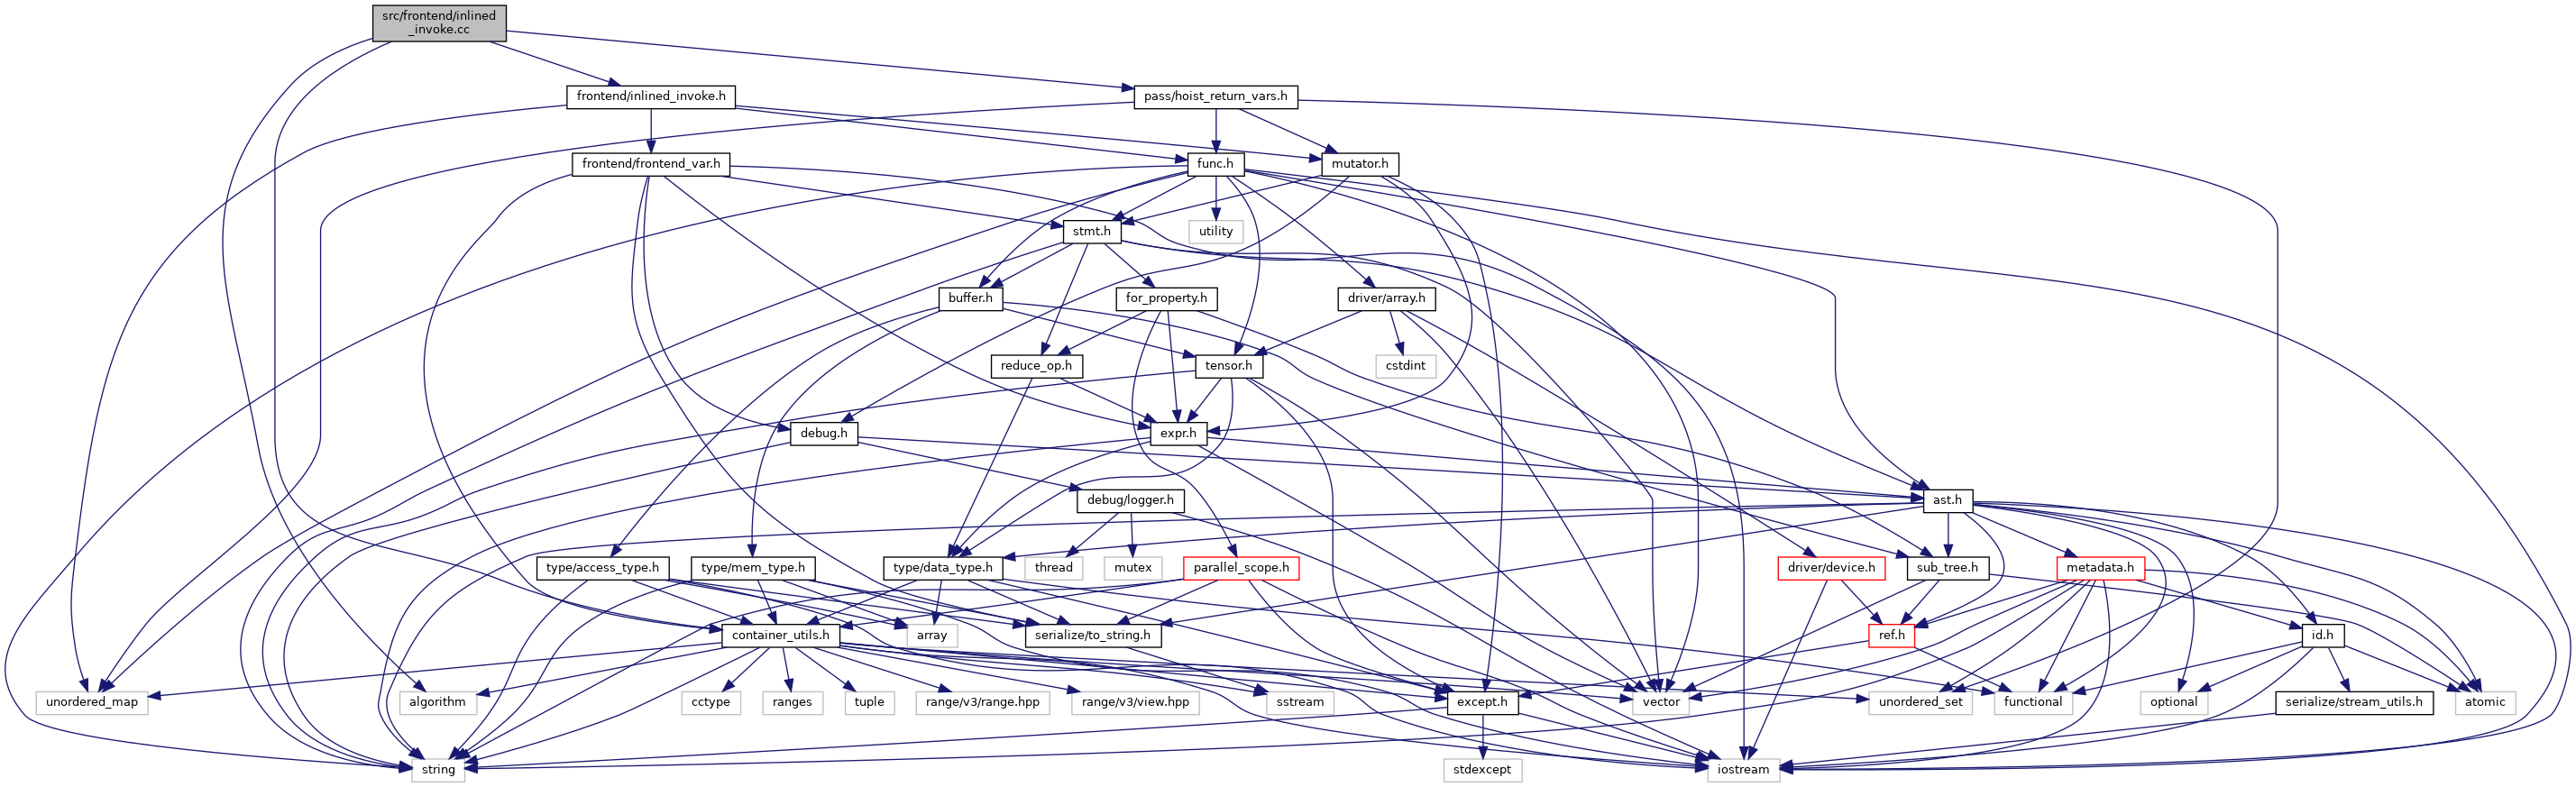 src/frontend/inlined
_invoke.cc
frontend/inlined_invoke.h
pass/hoist_return_vars.h
frontend/frontend_var.h
func.h
mutator.h
stmt.h
utility
buffer.h
for_property.h
driver/array.h
reduce_op.h
tensor.h
cstdint
debug.h
expr.h
debug/logger.h
ast.h
type/access_type.h
type/mem_type.h
type/data_type.h
thread
mutex
parallel_scope.h
driver/device.h
sub_tree.h
metadata.h
container_utils.h
array
serialize/to_string.h
ref.h
id.h
unordered_map
algorithm
cctype
ranges
tuple
range/v3/range.hpp
range/v3/view.hpp
sstream
except.h
vector
unordered_set
functional
optional
serialize/stream_utils.h
atomic
string
stdexcept
iostream